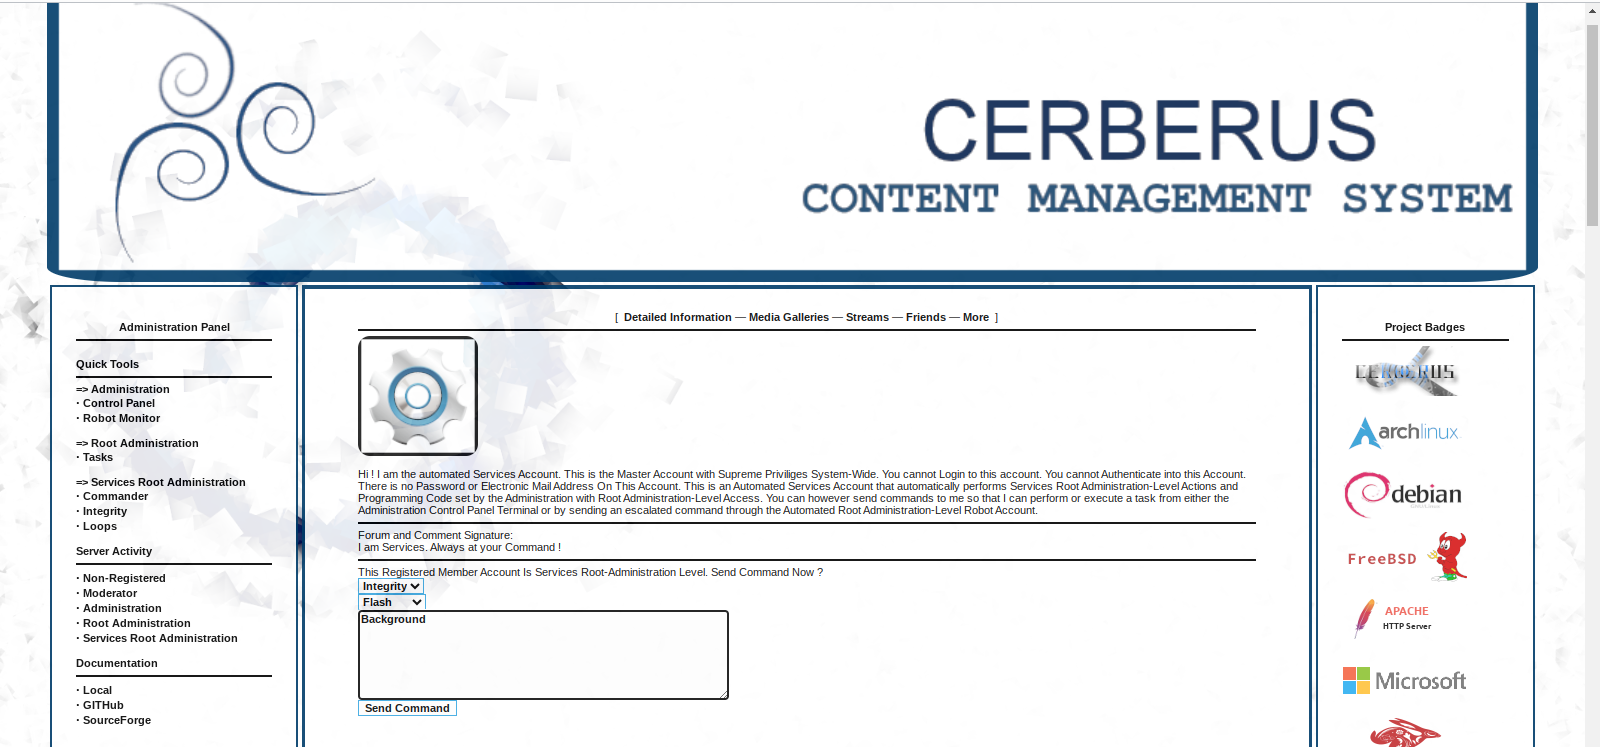 CERBERUS
CONTENT MANAGEMENT SYSTEM
Administration Panel
Quick Tools
=> Administration
· Control Panel
· Robot Monitor
=> Root Administration
· Tasks
=> Services Root Administration
· Commander
· Integrity
· Loops
Server Activity
· Non-Registered
· Moderator
· Administration
· Root Administration
· Services Root Administration
Documentation
· Local
· GITHub
· SourceForge
[ Detailed Information — Media Galleries — Streams — Friends — More ]
Hi ! I am the automated Services Account. This is the Master Account with Supreme Priviliges System-Wide. You cannot Login to this account. You cannot Authenticate into this Account.
There is no Password or Electronic Mail Address On This Account. This is an Automated Services Account that automatically performs Services Root Administration-Level Actions and
Programming Code set by the Administration with Root Administration-Level Access. You can however send commands to me so that I can perform or execute a task from either the
Administration Control Panel Terminal or by sending an escalated command through the Automated Root Administration-Level Robot Account.
Forum and Comment Signature:
I am Services. Always at your Command !
This Registered Member Account Is Services Root-Administration Level. Send Command Now ?
Integrity
Flash
Background
Send Command
Project Badges
CERBERUS
archlinux
debian
FreeBSD
APACHE
HTTP Server
Microsoft